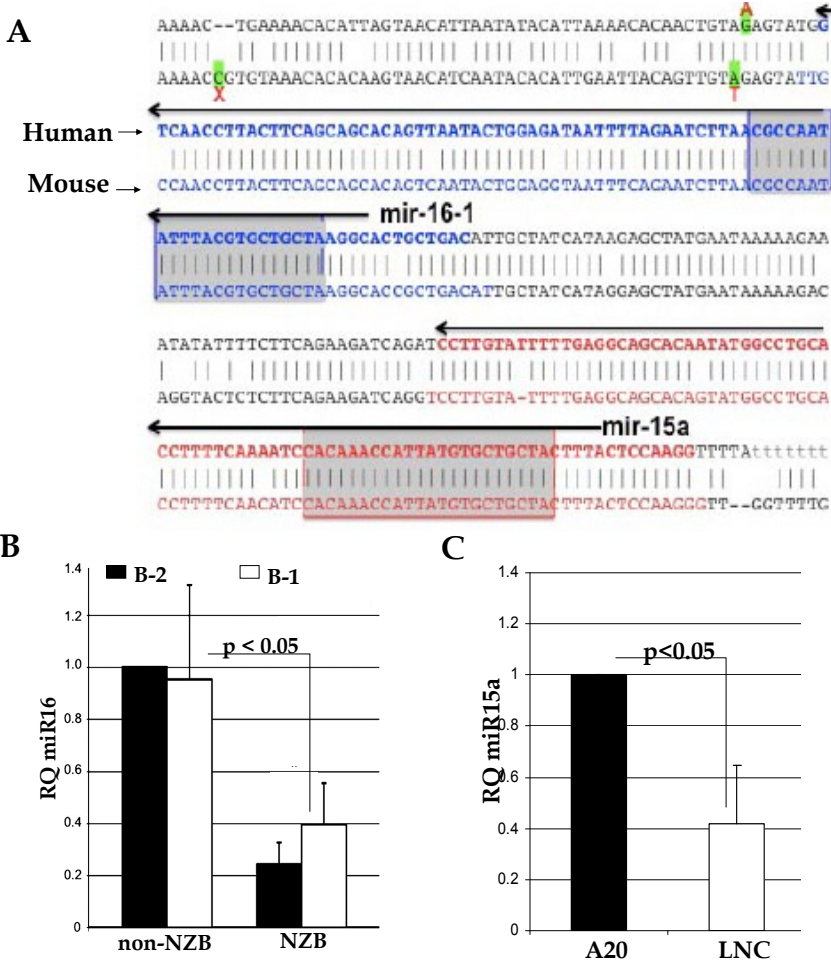 A
A
AAAAC--TGAAAACACATTAGTAACATTAATATACATTAAAACACAACTGTAGAGTATGG
AAAACCGTGTAAACACACAAGTAACATCAATACACATTGAATTACAGTTGTAGAGTATTG
X T
Human
TCAACCTTACTTCAGCAGCACAGTTAATACTGGAGATAATTTTAGAATCTTAACGCCAAT
Mouse
CCAACCTTACTTCAGCAGCACAGTCAATACTGGAGGTAATTTCAGAATCTTAACGCCAAT
mir-16-1
ATTTACGTGCTGCTAAGGCACTGCTGACATTGCTATCATAAGAGCTATGAATAAAAAGAA
ATTTACGTGCTGCTAAGGCACCGCTGACATTGCTATCATAGGAGCTATGAATAAAAAGAC
ATATATTTTCTTCAGAAGATCAGATCCTTGTATTTTTGAGGCAGCACAATATGGCCTGCA
AGGTACTCTCTTCAGAAGATCAGGTCCTTGTA-TTTTGAGGCAGCACAGTATGGCCTGCA
mir-15a
CCTTTTCAAAATCCACAAACCATTATGTGCTGCTACTTTACTCCAAGGTTTTAttttttt
CCTTTTCAACATCCACAAACCATTATGTGCTGCTACTTTACTCCAAGGGTT--GGTTTTG
B
B-2
B-1
1.4
1.2
1.0
0.8
0.6
0.4
0.2
0
RQ miR16
p < 0.05
non-NZB NZB
C
1.4
1.2
1
0.8
0.6
0.4
0.2
0
RQ miR15a
p<0.05
A20 LNC